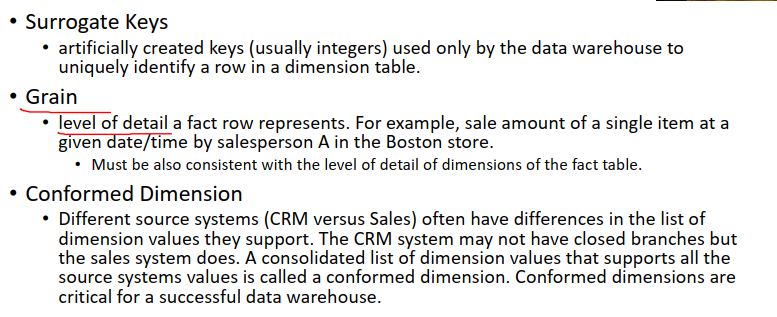 • Surrogate Keys
• artificially created keys (usually integers) used only by the data warehouse to
uniquely identify a row in a dimension table.
• Grain
• level of detail a fact row represents. For example, sale amount of a single item at a
given date/time by salesperson A in the Boston store.
• Must be also consistent with the level of detail of dimensions of the fact table.
• Conformed Dimension
• Different source systems (CRM versus Sales) often have differences in the list of
dimension values they support. The CRM system may not have closed branches but
the sales system does. A consolidated list of dimension values that supports all the
source systems values is called a conformed dimension. Conformed dimensions are
critical for a successful data warehouse.